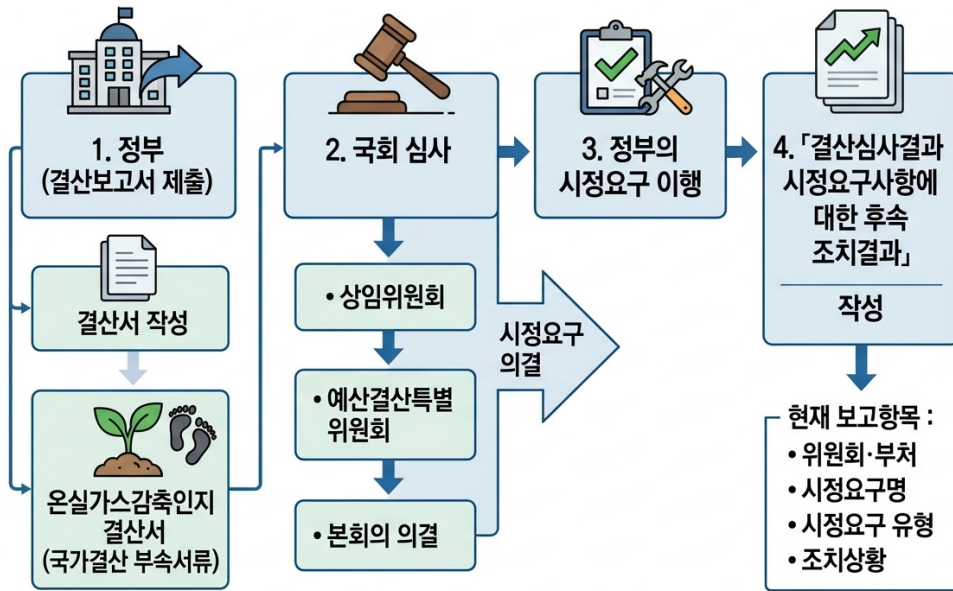 1. 정부
(결산보고서 제출)
결산서 작성
온실가스감축인지
결산서
(국가결산 부속서류)
2. 국회 심사
• 상임위원회
• 예산결산특별
위원회
• 본회의 의결
시정요구
의결
3. 정부의
시정요구 이행
4. 「결산심사결과
시정요구사항에
대한 후속
조치결과」
작성
현재 보고항목 :
• 위원회·부처
• 시정요구명
• 시정요구 유형
• 조치상황